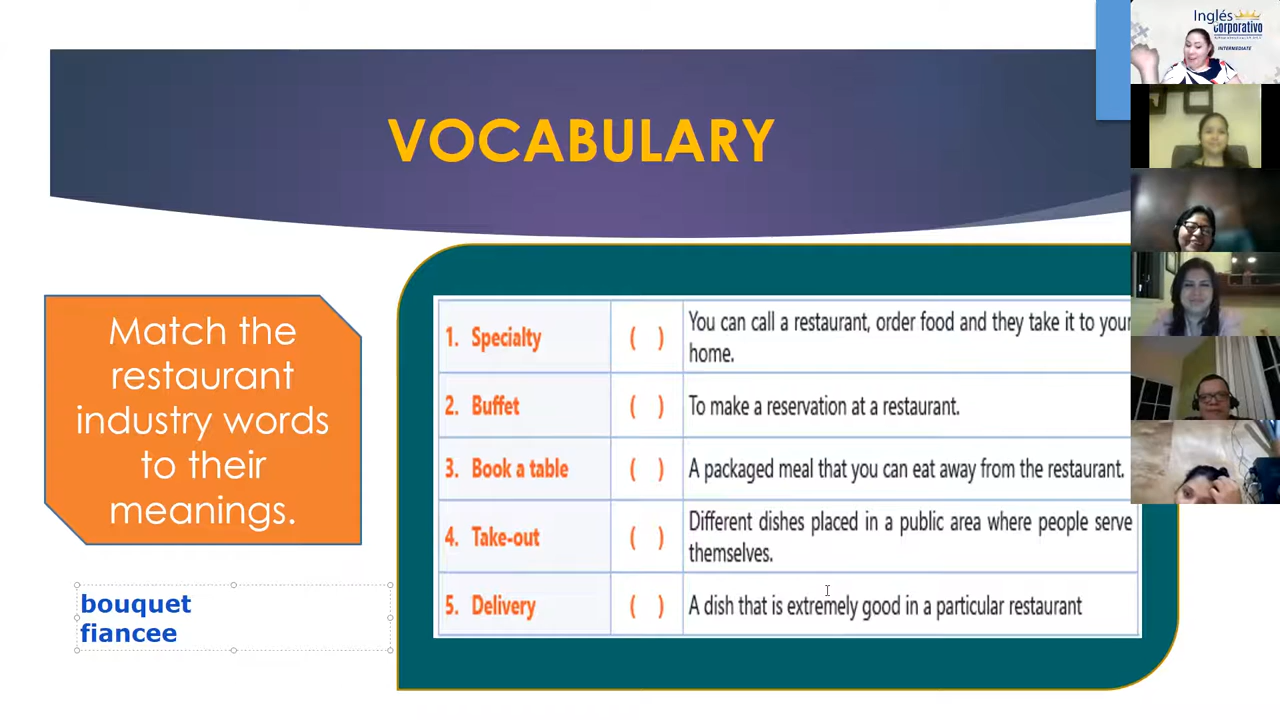 VOCABULARY
Match the
restaurant
industry words
to their
meanings.
bouquet
fiancee
1. Specialty ( ) You can call a restaurant, order food and they take it to your
home.
2. Buffet ( ) To make a reservation at a restaurant.
3. Book a table ( ) A packaged meal that you can eat away from the restaurant.
4. Take-out ( ) Different dishes placed in a public area where people serve
themselves.
5. Delivery ( ) A dish that is extremely good in a particular restaurant
Inglés
Corporativo
INTERMEDIATE